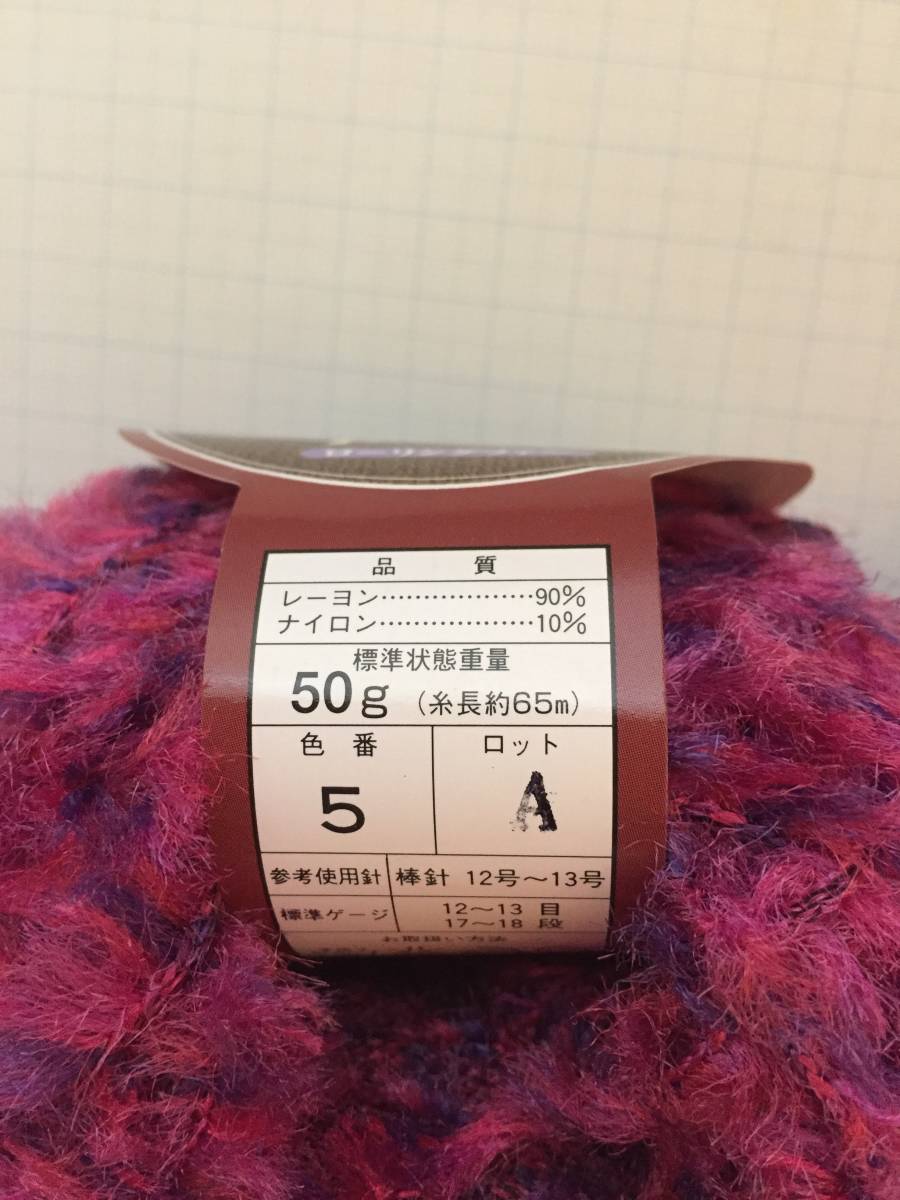 品 質
レーヨン………………90%
ナイロン………………10%
標準状態重量
50g (糸長約65m)
色 番
ロット
5
A
参考使用針 棒針 12号〜13号
標準ゲージ 12〜13 目
17〜18 段
お取扱い方法